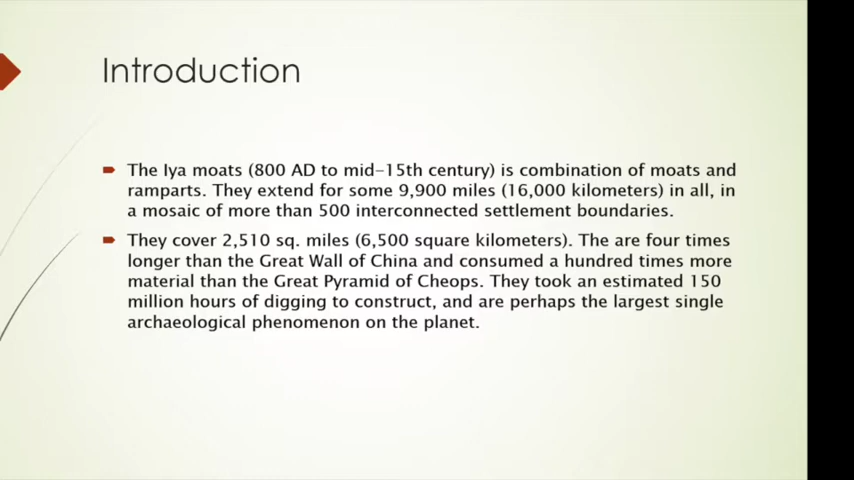 Introduction
The Iya moats (800 AD to mid-15th century) is combination of moats and
ramparts. They extend for some 9,900 miles (16,000 kilometers) in all, in
a mosaic of more than 500 interconnected settlement boundaries.
They cover 2,510 sq. miles (6,500 square kilometers). The are four times
longer than the Great Wall of China and consumed a hundred times more
material than the Great Pyramid of Cheops. They took an estimated 150
million hours of digging to construct, and are perhaps the largest single
archaeological phenomenon on the planet.